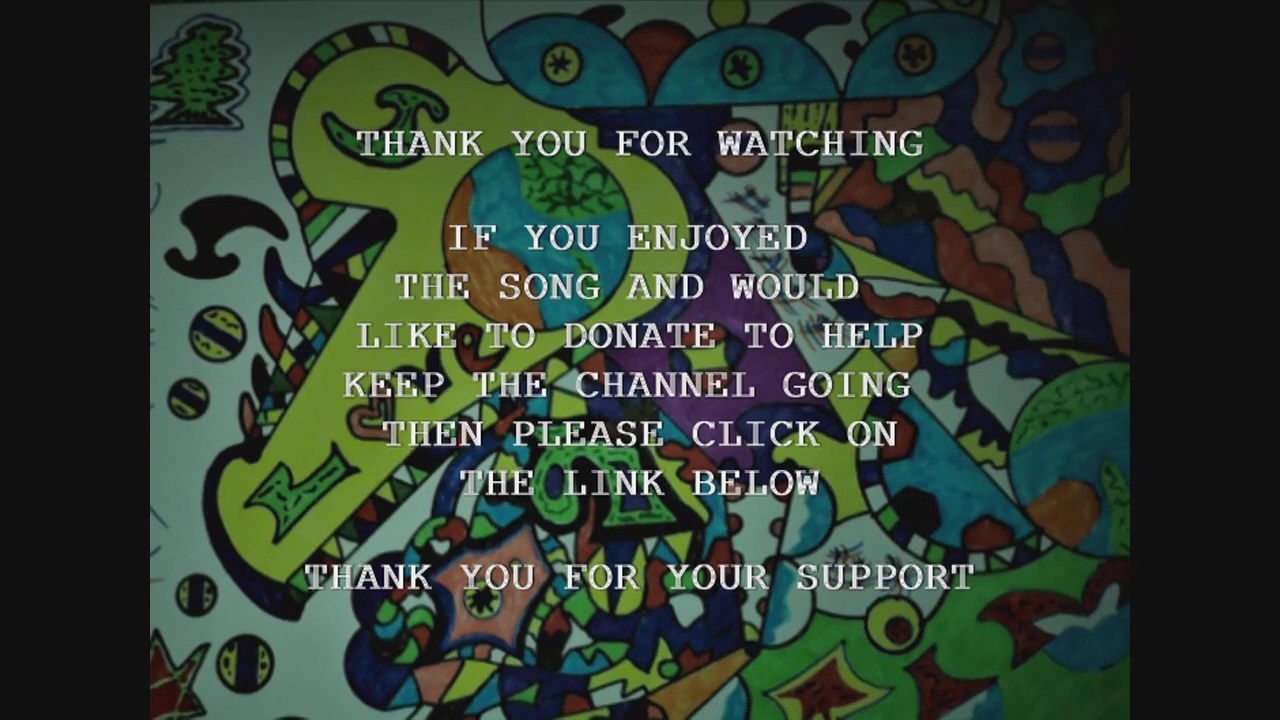 THANK YOU FOR WATCHING
IF YOU ENJOYED
THE SONG AND WOULD
LIKE TO DONATE TO HELP
KEEP THE CHANNEL GOING
THEN PLEASE CLICK ON
THE LINK BELOW
THANK YOU FOR YOUR SUPPORT